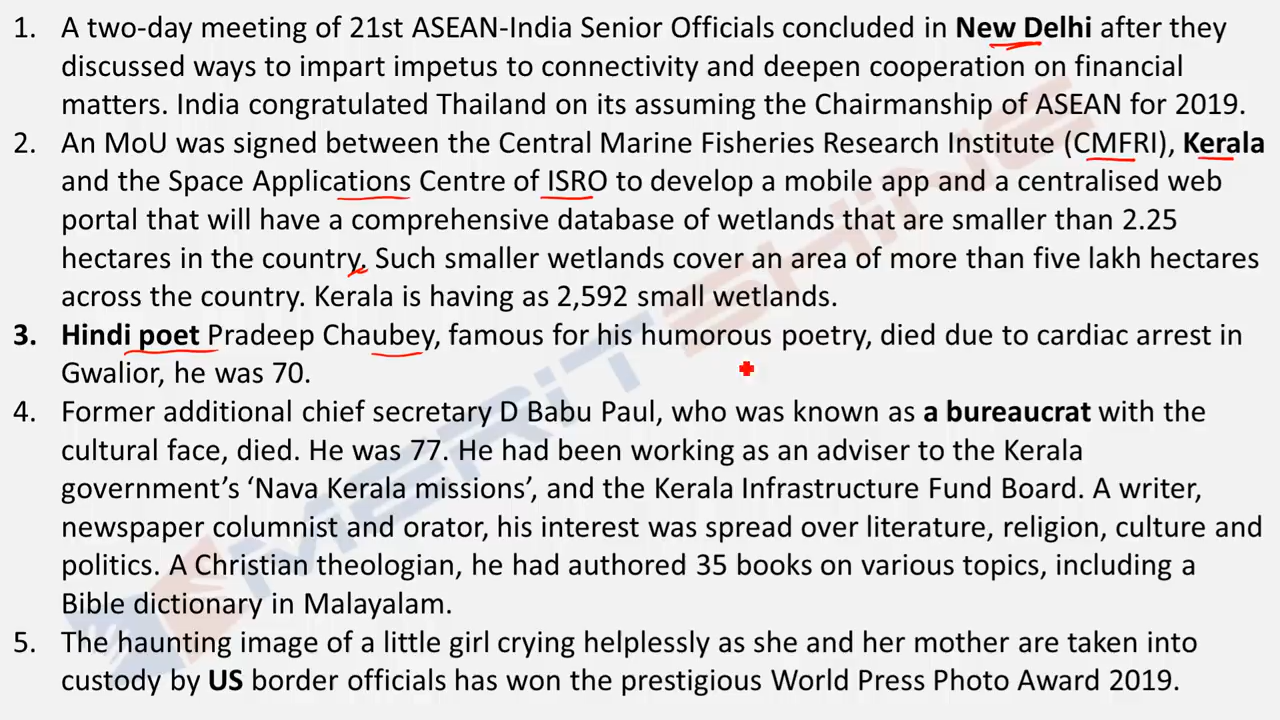 1. A two-day meeting of 21st ASEAN-India Senior Officials concluded in New Delhi after they
discussed ways to impart impetus to connectivity and deepen cooperation on financial
matters. India congratulated Thailand on its assuming the Chairmanship of ASEAN for 2019.
2. An MoU was signed between the Central Marine Fisheries Research Institute (CMFRI), Kerala
and the Space Applications Centre of ISRO to develop a mobile app and a centralised web
portal that will have a comprehensive database of wetlands that are smaller than 2.25
hectares in the country. Such smaller wetlands cover an area of more than five lakh hectares
across the country. Kerala is having as 2,592 small wetlands.
3. Hindi poet Pradeep Chaubey, famous for his humorous poetry, died due to cardiac arrest in
Gwalior, he was 70.
4. Former additional chief secretary D Babu Paul, who was known as a bureaucrat with the
cultural face, died. He was 77. He had been working as an adviser to the Kerala
government’s ‘Nava Kerala missions’, and the Kerala Infrastructure Fund Board. A writer,
newspaper columnist and orator, his interest was spread over literature, religion, culture and
politics. A Christian theologian, he had authored 35 books on various topics, including a
Bible dictionary in Malayalam.
5. The haunting image of a little girl crying helplessly as she and her mother are taken into
custody by US border officials has won the prestigious World Press Photo Award 2019.
MERiT SHiNE